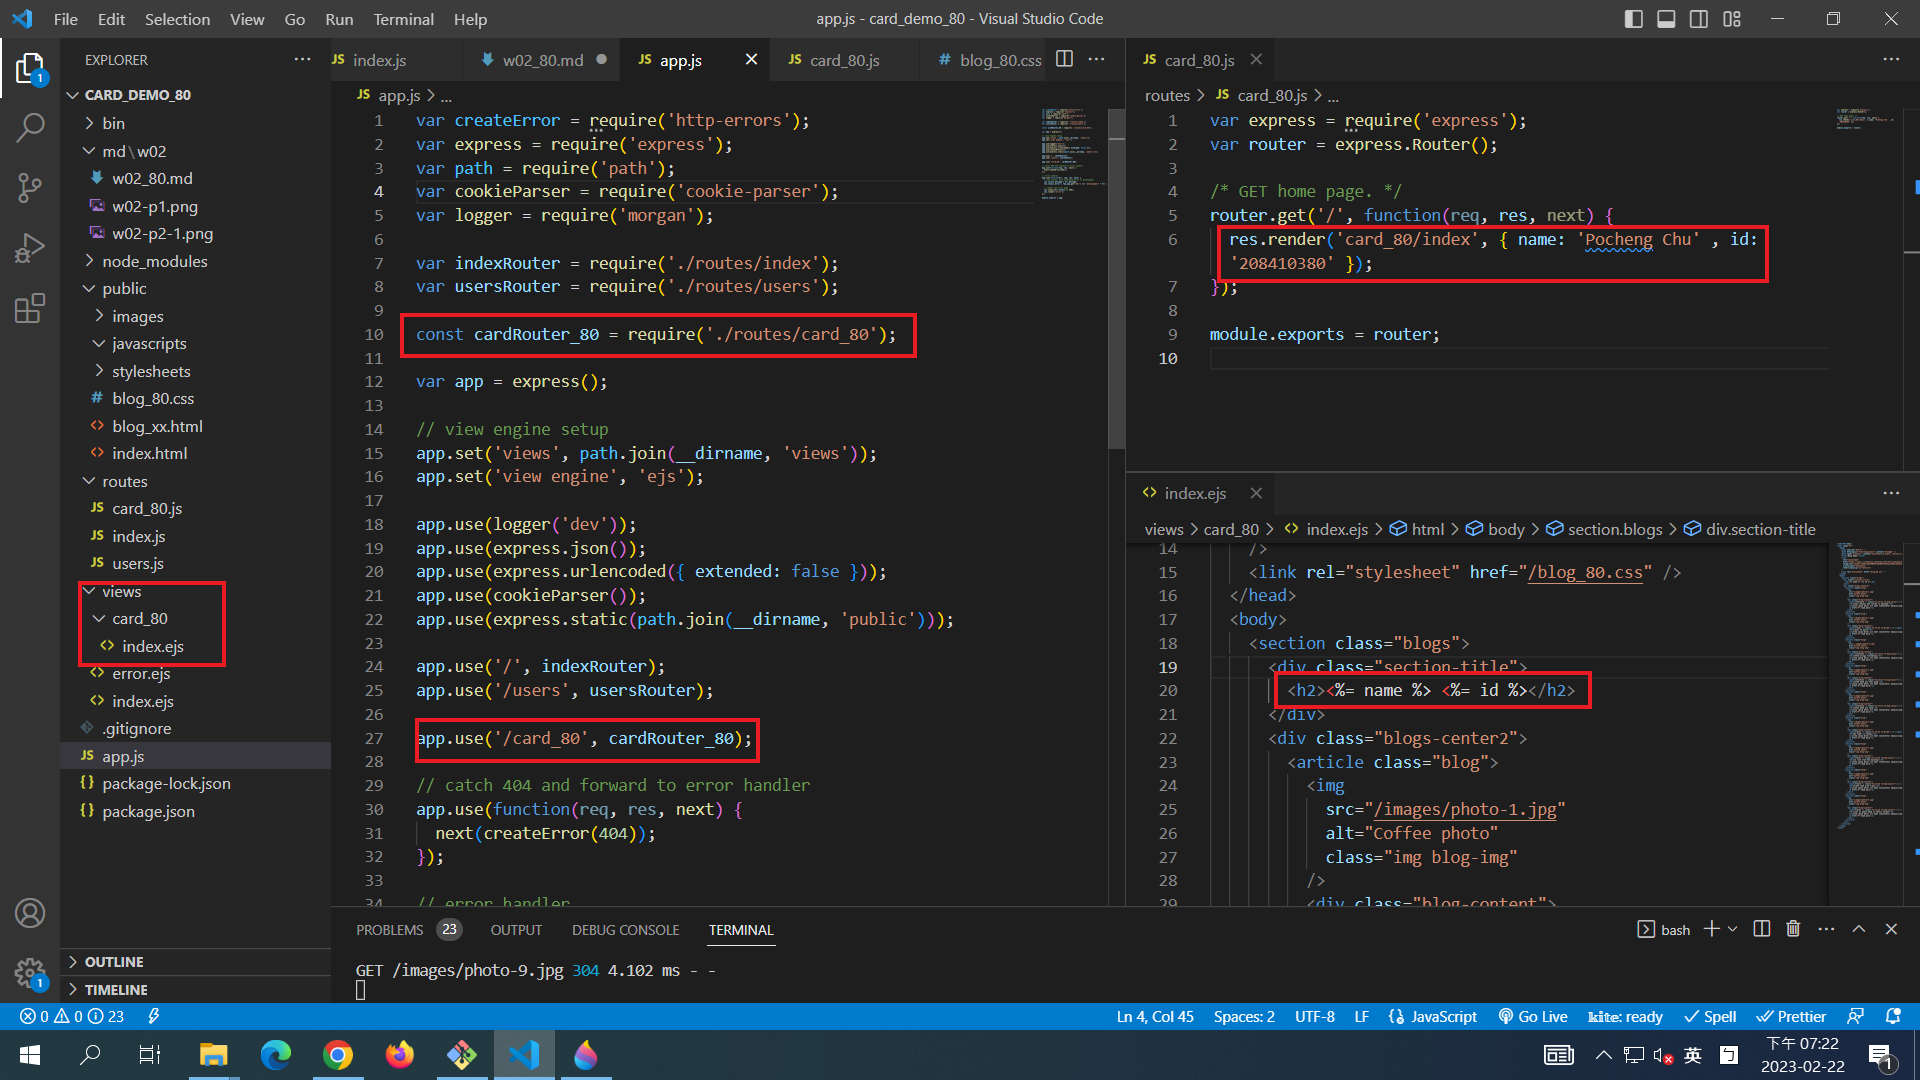 File Edit Selection View Go Run Terminal Help
app.js - card_demo_80 - Visual Studio Code
EXPLORER
CARD_DEMO_80
bin
md\w02
w02_80.md
w02-p1.png
w02-p2-1.png
node_modules
public
images
javascripts
stylesheets
blog_80.css
blog_xx.html
index.html
routes
card_80.js
index.js
users.js
views
card_80
index.ejs
error.ejs
index.ejs
.gitignore
app.js
package-lock.json
package.json
OUTLINE
TIMELINE
JS index.js
w02_80.md
JS app.js
JS card_80.js
# blog_80.css
JS app.js > ...
1 var createError = require('http-errors');
2 var express = require('express');
3 var path = require('path');
4 var cookieParser = require('cookie-parser');
5 var logger = require('morgan');
6
7 var indexRouter = require('./routes/index');
8 var usersRouter = require('./routes/users');
9
10 const cardRouter_80 = require('./routes/card_80');
11
12 var app = express();
13
14 // view engine setup
15 app.set('views', path.join(__dirname, 'views'));
16 app.set('view engine', 'ejs');
17
18 app.use(logger('dev'));
19 app.use(express.json());
20 app.use(express.urlencoded({ extended: false }));
21 app.use(cookieParser());
22 app.use(express.static(path.join(__dirname, 'public')));
23
24 app.use('/', indexRouter);
25 app.use('/users', usersRouter);
26
27 app.use('/card_80', cardRouter_80);
28
29 // catch 404 and forward to error handler
30 app.use(function(req, res, next) {
31 next(createError(404));
32 });
33
34 // error handler
JS card_80.js
routes > JS card_80.js > ...
1 var express = require('express');
2 var router = express.Router();
3
4 /* GET home page. */
5 router.get('/', function(req, res, next) {
6 res.render('card_80/index', { name: 'Pocheng Chu' , id:
'208410380' });
7 });
8
9 module.exports = router;
10
index.ejs
views > card_80 > index.ejs > html > body > section.blogs > div.section-title
14 />
15 <link rel="stylesheet" href="/blog_80.css" />
16 </head>
17 <body>
18 <section class="blogs">
19 <div class="section-title">
20 <h2><%= name %> <%= id %></h2>
21 </div>
22 <div class="blogs-center2">
23 <article class="blog">
24 <img
25 src="/images/photo-1.jpg"
26 alt="Coffee photo"
27 class="img blog-img"
28 />
29 <div class="blog-content">
PROBLEMS 23 OUTPUT DEBUG CONSOLE TERMINAL
bash
GET /images/photo-9.jpg 304 4.102 ms - -
0 0 23
Ln 4, Col 45 Spaces: 2 UTF-8 LF JavaScript Go Live kite: ready Spell Prettier
英
下午 07:22
2023-02-22
1